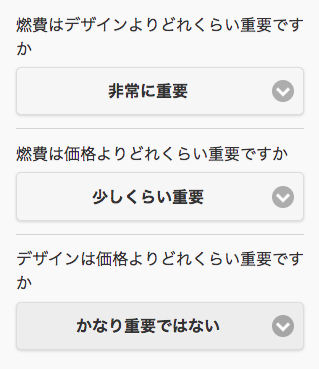 燃費はデザインよりどれくらい重要です
か
非常に重要
燃費は価格よりどれくらい重要ですか
少しくらい重要
デザインは価格よりどれくらい重要です
か
かなり重要ではない